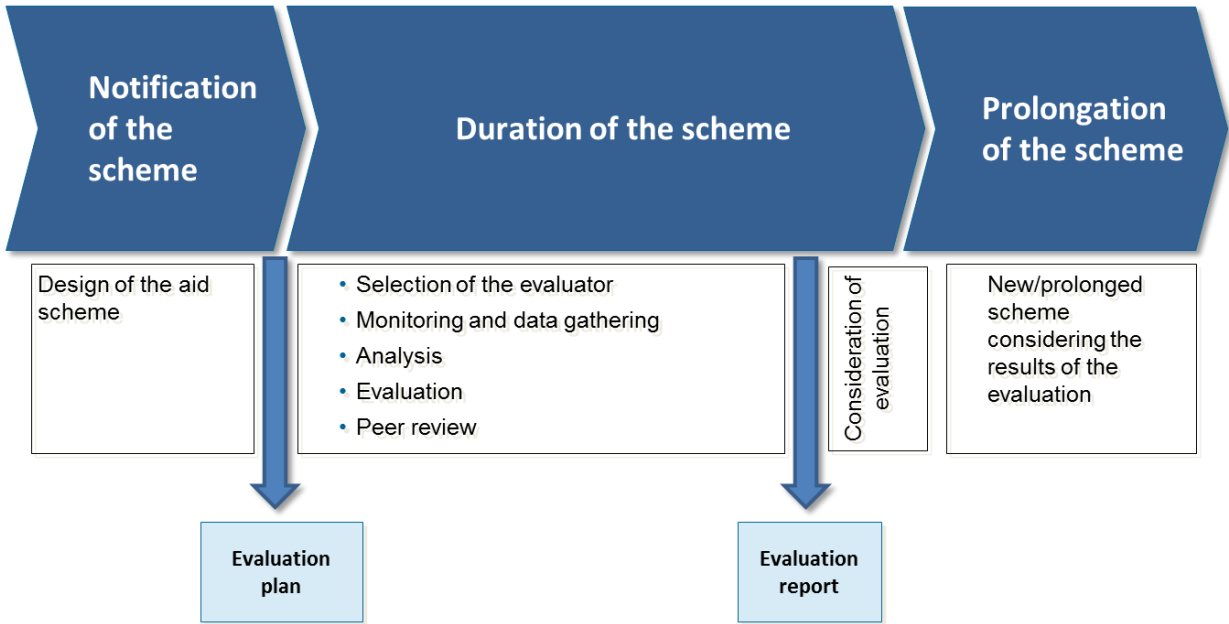 Notification
of the
scheme
Duration of the scheme
Prolongation
of the scheme
Design of the aid
scheme
• Selection of the evaluator
• Monitoring and data gathering
• Analysis
• Evaluation
• Peer review
Consideration of
evaluation
New/prolonged
scheme
considering the
results of the
evaluation
Evaluation
plan
Evaluation
report